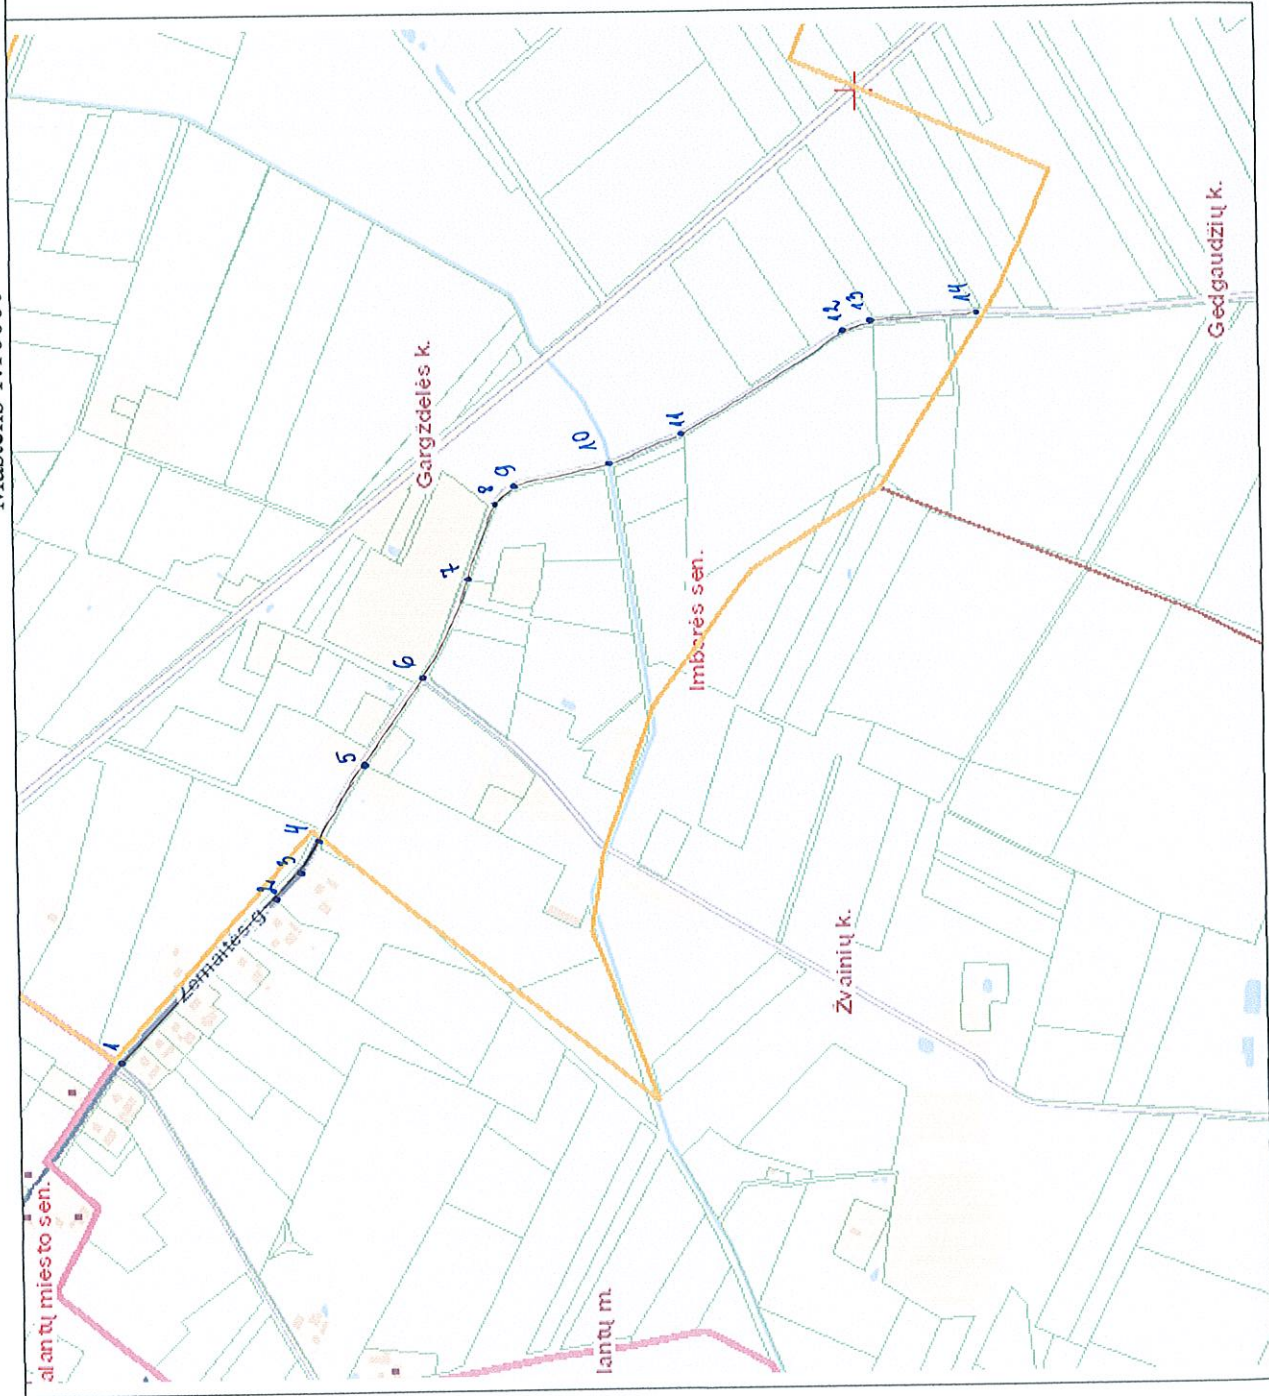 alantų miesto sen.
1
Žemaitės g.
2
3
4
5
6
7
8
9
10
11
12
13
14
Gargždelės k.
Imbarės sen.
Gedgaudžių k.
Žvainių k.
lantų m.